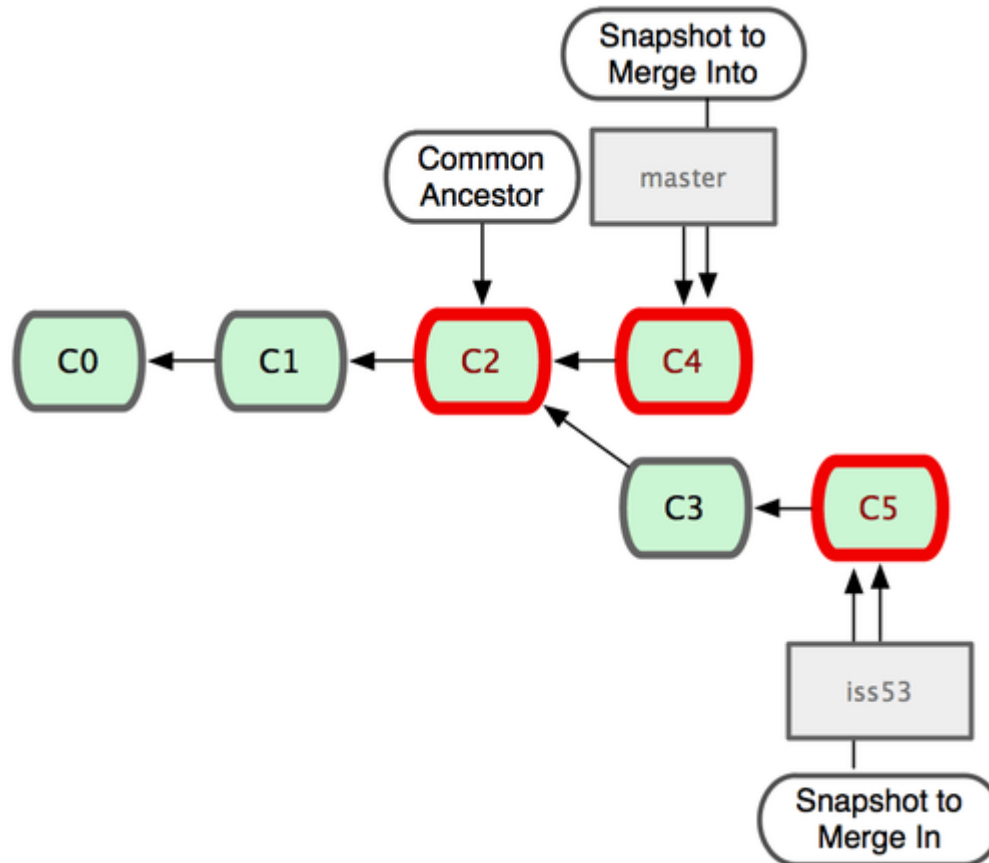 Snapshot to
Merge Into
master
Common
Ancestor
C0
C1
C2
C4
C3
C5
iss53
Snapshot to
Merge In